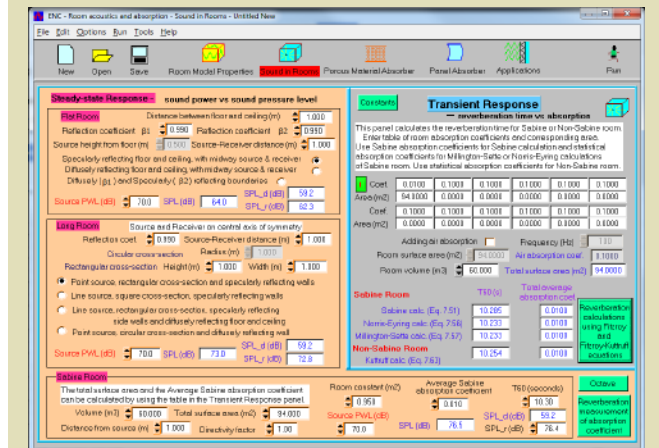 ENC - Room acoustics and absorption - Sound in Rooms - Untitled New
File Edit Options Run Tools Help
New Open Save Room Model Properties Sound in Rooms Porous Material Absorber Panel Absorber Applications Run
Steady-state Response - sound power vs sound pressure level
Flat Room Distance between floor and ceiling (m) 1.000
Reflection coefficient β1 0.990 Reflection coefficient β2 0.990
Source height from floor (m) 0.500 Source-Receiver distance (m) 1.000
Specularly reflecting floor and ceiling, with midway source & receiver
Diffusely reflecting floor and ceiling, with midway source & receiver
Diffusely (β1) and Specularly (β2) reflecting boundaries
Source PWL (dB) 70.0 SPL (dB) 64.0 SPL_d (dB) 59.2
SPL_r (dB) 62.3
Long Room Source and Receiver on central axis of symmetry
Reflection coef. 0.990 Source-Receiver distance (m) 1.000
Circular cross-section Radius (m) 1.000
Rectangular cross-section Height (m) 1.000 Width (m) 1.000
Point source, rectangular cross-section and specularly reflecting walls
Line source, square cross-section, specularly reflecting walls
Line source, rectangular cross-section, specularly reflecting
side walls and diffusely reflecting floor and ceiling
Point source, circular cross-section and diffusely reflecting wall
Source PWL (dB) 70.0 SPL (dB) 73.0 SPL_d (dB) 59.2
SPL_r (dB) 72.8
Constants Transient Response
— reverberation time vs absorption
This panel calculates the reverberation time for Sabine or Non-Sabine room.
Enter table of room absorption coefficients and corresponding area.
Use Sabine absorption coefficients for Sabine calculation and statistical
absorption coefficients for Millington-Sette or Norris-Eyring calculations
of Sabine room. Use statistical absorption coefficients for Non-Sabine room.
Coef. 0.0100 0.1000 0.1000 0.1000 0.1000 0.1000
Area (m2) 94.0000 0.0000 0.0000 0.0000 0.0000 0.0000
Coef. 0.1000 0.1000 0.1000 0.1000 0.1000 0.1000
Area (m2) 0.0000 0.0000 0.0000 0.0000 0.0000 0.0000
Adding air absorption Frequency (Hz) 100
Room surface area (m2) 94.0000 Air absorption coef. 0.1000
Room volume (m3) 60.000 Total surface area (m2) 94.0000
Sabine Room T60 (s) Total average
absorption coef
Sabine calc. (Eq. 7.51) 10.285 0.0100
Norris-Eyring calc. (Eq. 7.56) 10.233 0.0100
Millington-Sette calc. (Eq. 7.57) 10.233 0.0100
Non-Sabine Room
Kuttruff calc. (Eq. 7.63) 10.254 0.0100
Reverberation
calculations
using Fitzroy
and
Fitzroy-Kuttruff
equations
Sabine Room
The total surface area and the Average Sabine absorption coefficient
can be calculated by using the table in the Transient Response panel.
Volume (m3) 60.000 Total surface area (m2) 94.000
Distance from source (m) 1.000 Directivity factor 1.00
Room constant (m2) 0.950
Average Sabine
absorption coefficient 0.010
T60 (seconds) 10.30
Source PWL (dB) 70.0 SPL (dB) 76.5 SPL_d (dB) 59.2
SPL_r (dB) 76.4
Octave
Reverberation
measurement
of absorption
coefficient